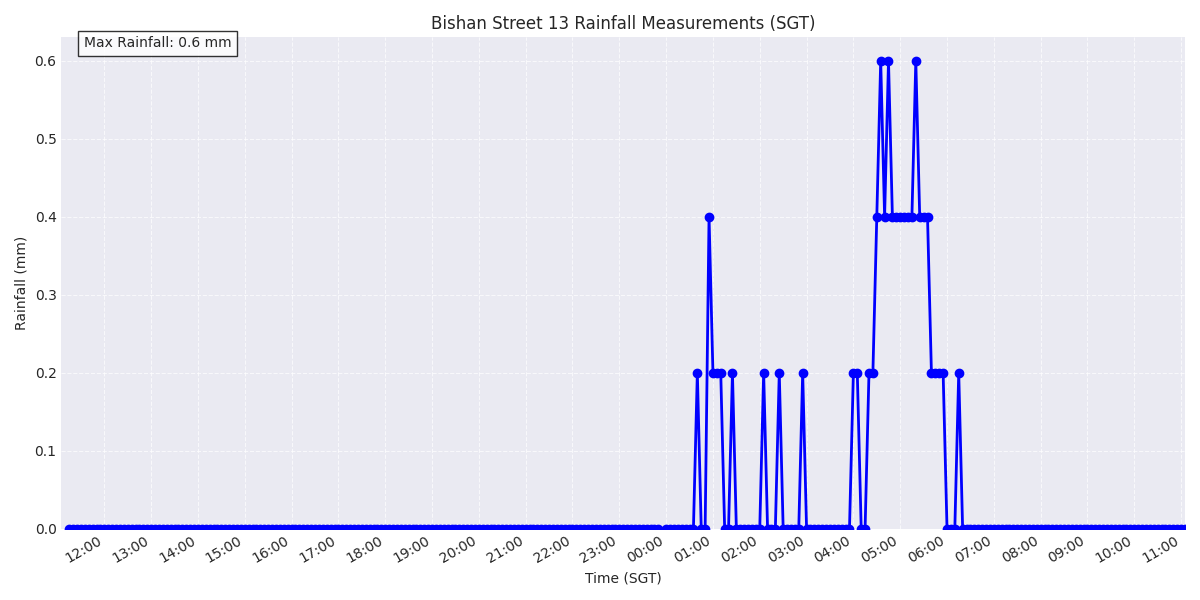 Bishan Street 13 Rainfall Measurements (SGT)
Max Rainfall: 0.6 mm
0.6
0.5
0.4
0.3
0.2
0.1
0.0
Rainfall (mm)
12:00 13:00 14:00 15:00 16:00 17:00 18:00 19:00 20:00 21:00 22:00 23:00 00:00 01:00 02:00 03:00 04:00 05:00 06:00 07:00 08:00 09:00 10:00 11:00
Time (SGT)